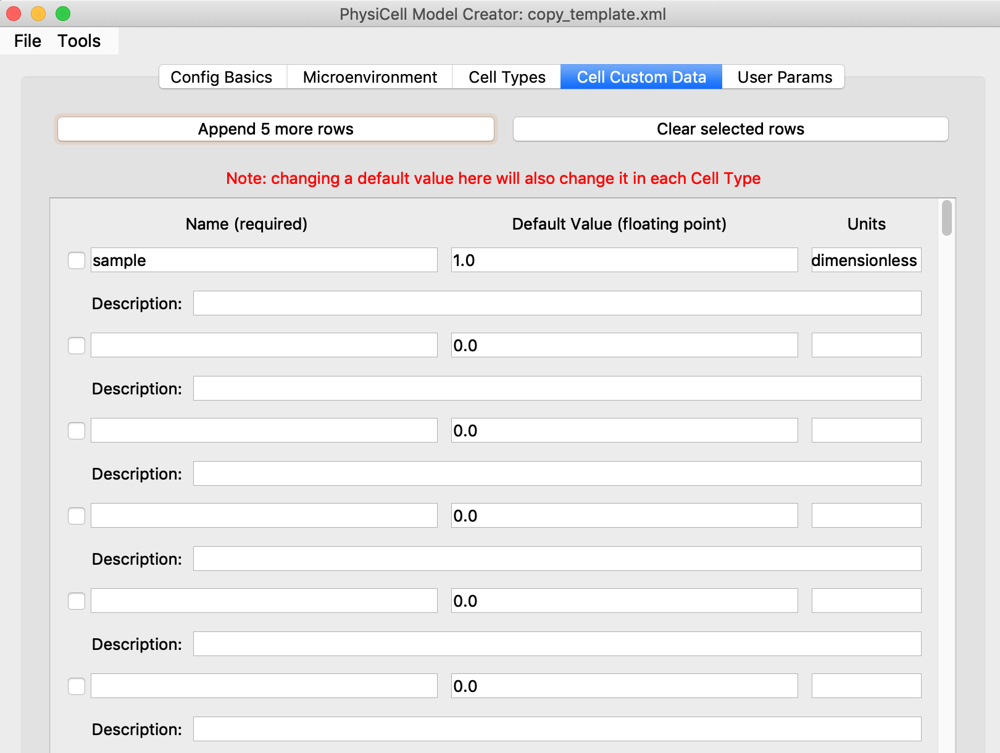 PhysiCell Model Creator: copy_template.xml
File Tools
Config Basics Microenvironment Cell Types Cell Custom Data User Params
Append 5 more rows Clear selected rows
Note: changing a default value here will also change it in each Cell Type
Name (required) Default Value (floating point) Units
sample 1.0 dimensionless
Description:
0.0
Description:
0.0
Description:
0.0
Description:
0.0
Description:
0.0
Description: